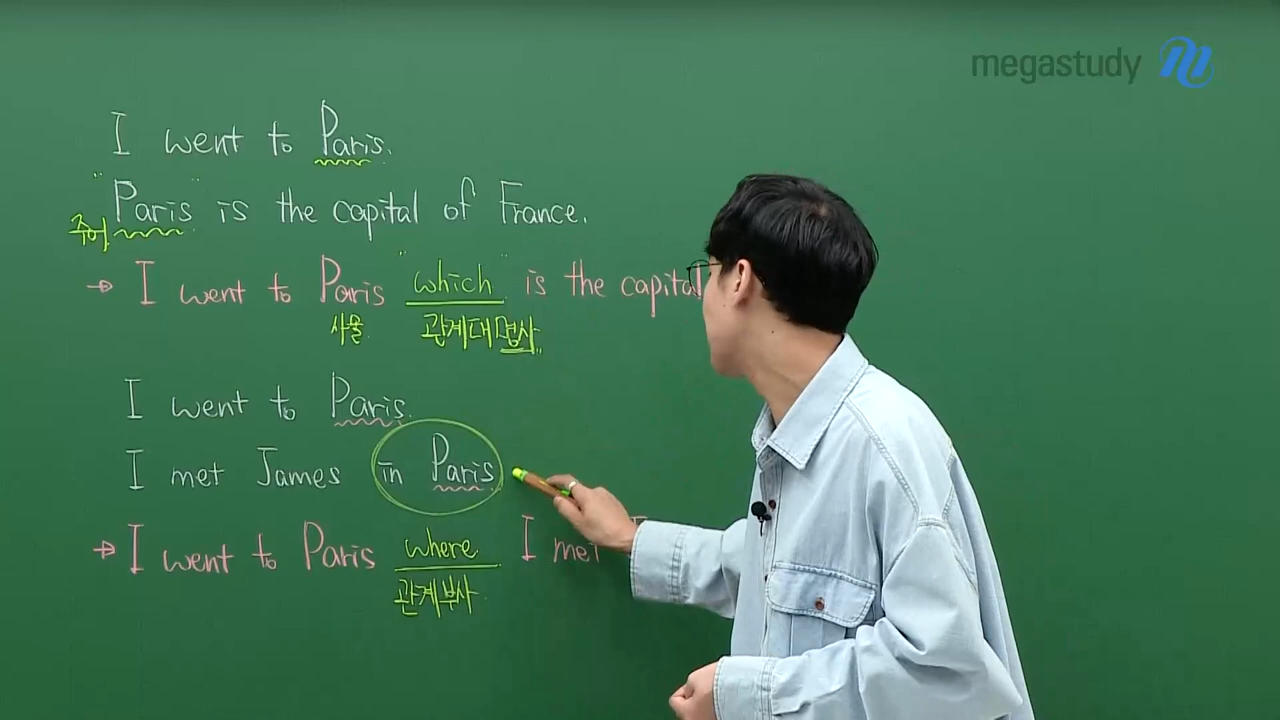 megastudy
I went to Paris.
"Paris" is the capital of France.
주어
→ I went to Paris "which" is the capital
사물 관계대명사
I went to Paris.
I met James in Paris.
→ I went to Paris where I met
관계부사